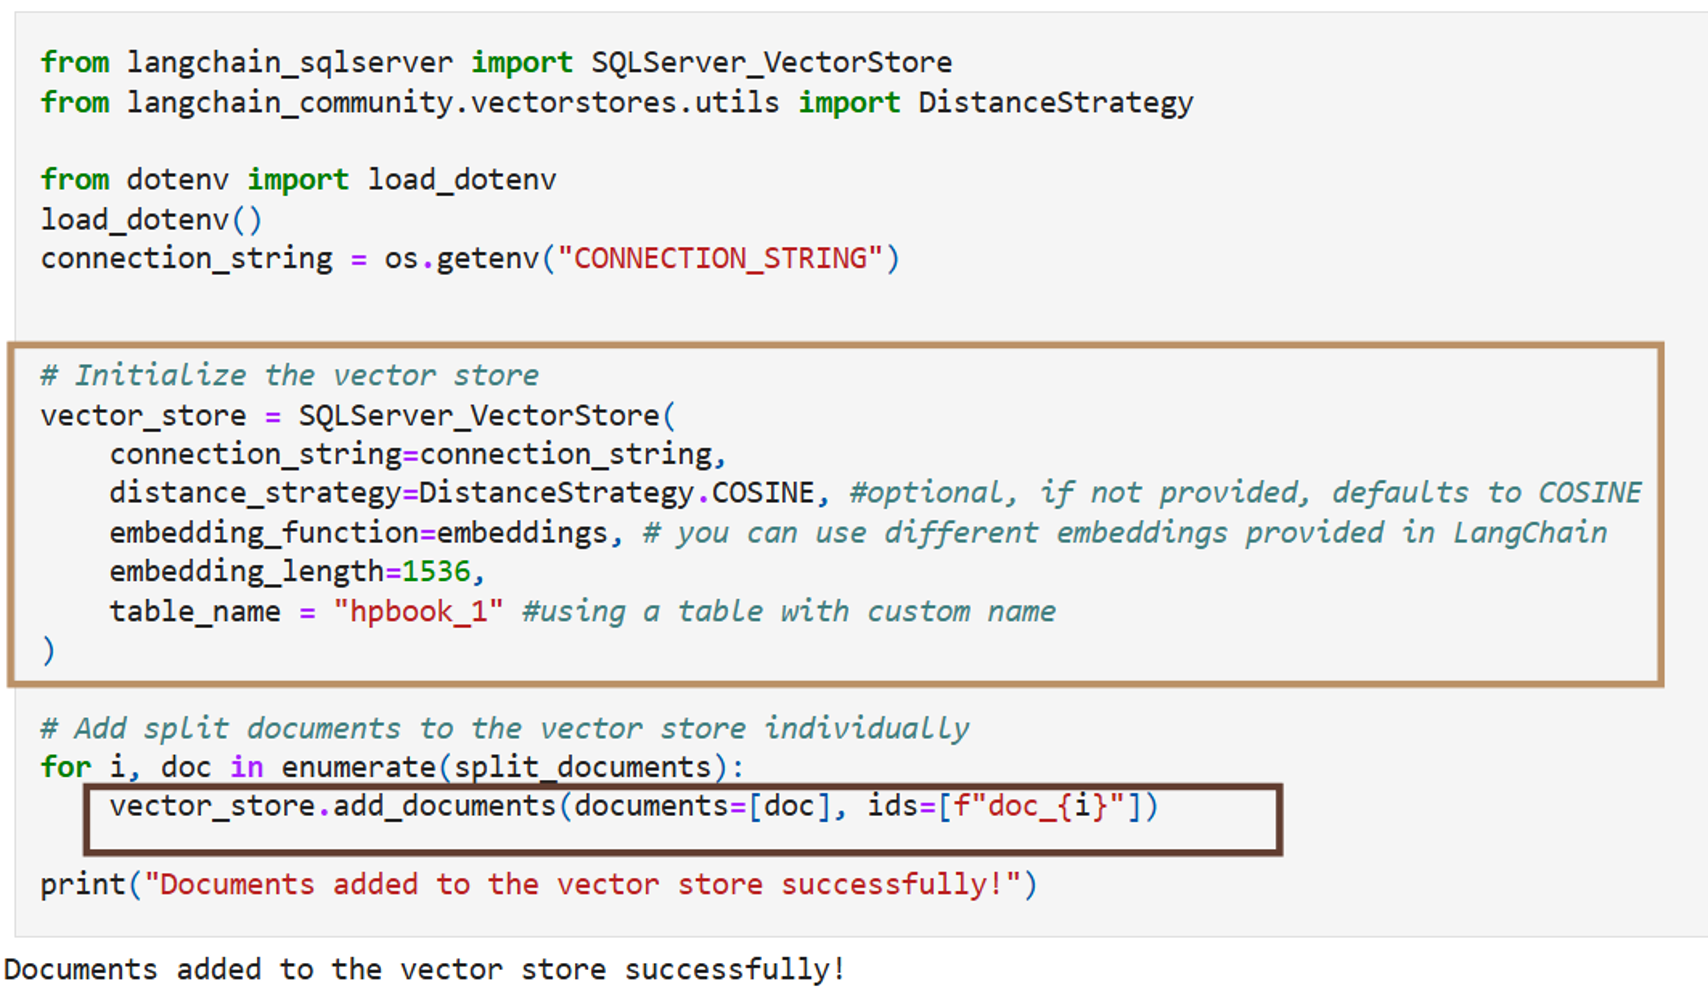 from langchain_sqlserver import SQLServer_VectorStore
from langchain_community.vectorstores.utils import DistanceStrategy
from dotenv import load_dotenv
load_dotenv()
connection_string = os.getenv("CONNECTION_STRING")
# Initialize the vector store
vector_store = SQLServer_VectorStore(
    connection_string=connection_string,
    distance_strategy=DistanceStrategy.COSINE, #optional, if not provided, defaults to COSINE
    embedding_function=embeddings, # you can use different embeddings provided in LangChain
    embedding_length=1536,
    table_name = "hpbook_1" #using a table with custom name
)
# Add split documents to the vector store individually
for i, doc in enumerate(split_documents):
    vector_store.add_documents(documents=[doc], ids=[f"doc_{i}"])
print("Documents added to the vector store successfully!")
Documents added to the vector store successfully!